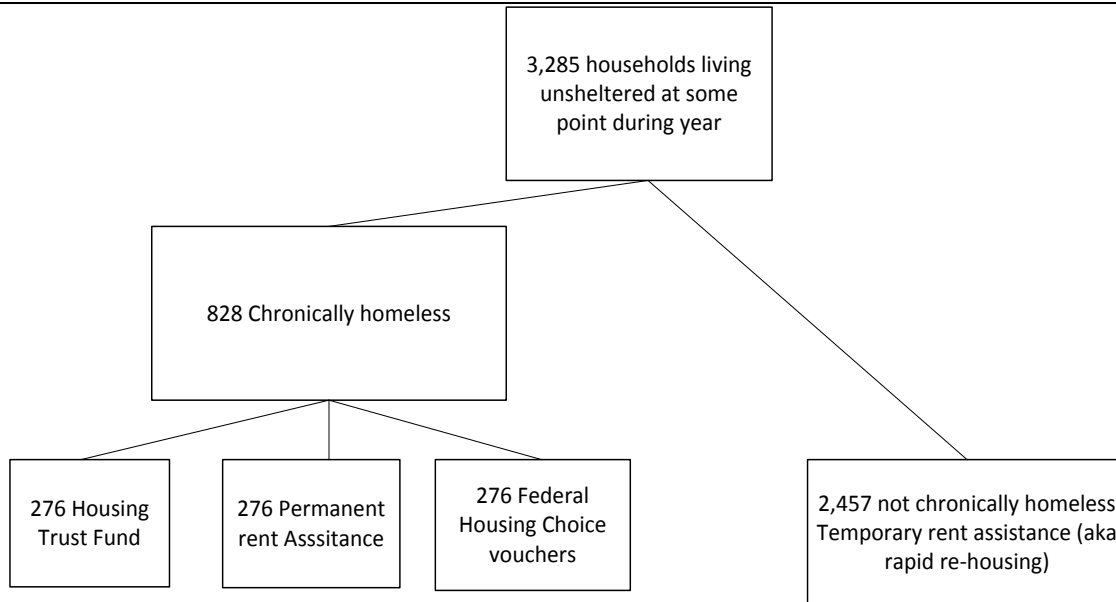 3,285 households living
unsheltered at some
point during year
828 Chronically homeless
276 Housing
Trust Fund
276 Permanent
rent Asssitance
276 Federal
Housing Choice
vouchers
2,457 not chronically homeless
Temporary rent assistance (aka
rapid re-housing)